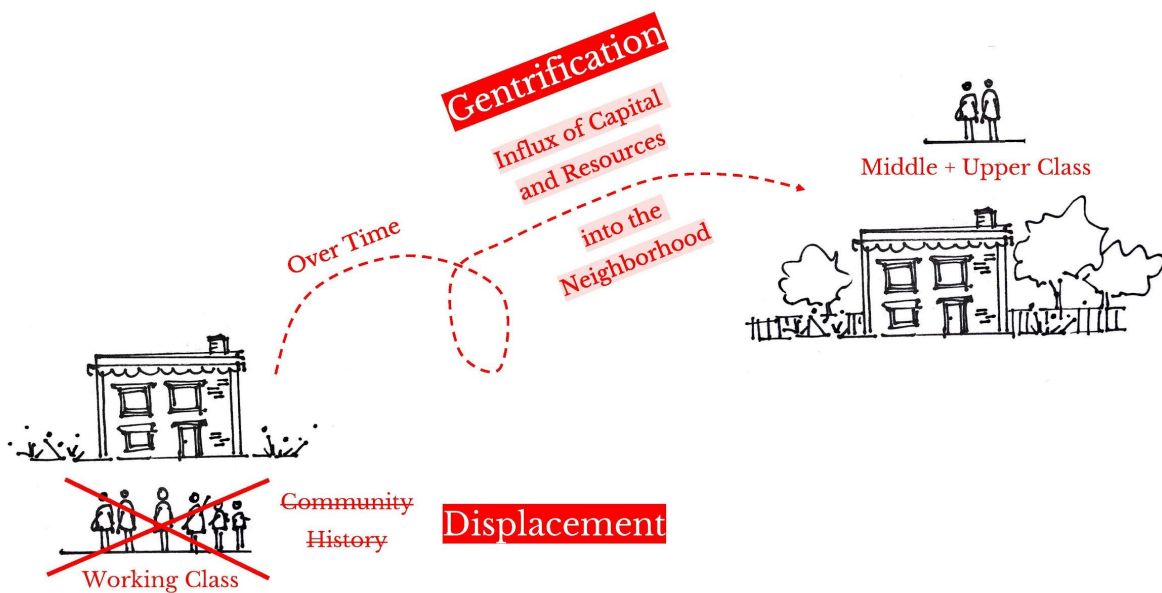 Gentrification
Influx of Capital
and Resources
into the
Neighborhood
Over Time
Middle + Upper Class
Community
History
Displacement
Working Class